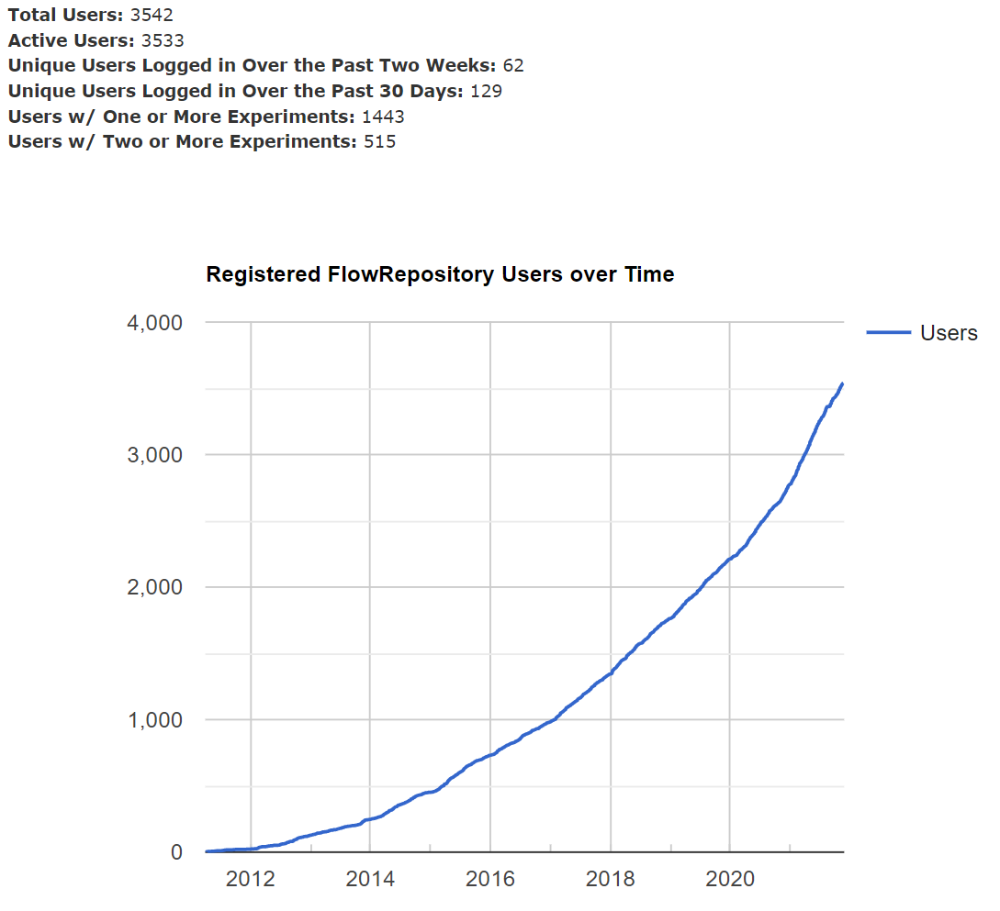 Total Users: 3542
Active Users: 3533
Unique Users Logged in Over the Past Two Weeks: 62
Unique Users Logged in Over the Past 30 Days: 129
Users w/ One or More Experiments: 1443
Users w/ Two or More Experiments: 515
Registered FlowRepository Users over Time
4,000
Users
3,000
2,000
1,000
0
2012 2014 2016 2018 2020